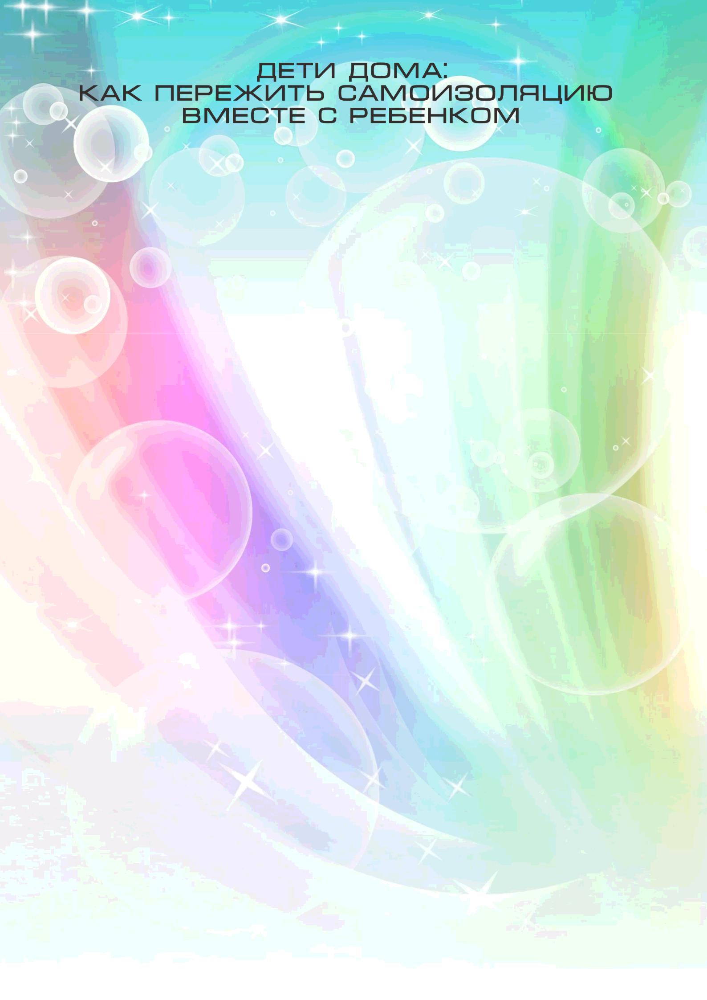 ДЕТИ ДОМА:
КАК ПЕРЕЖИТЬ САМОИЗОЛЯЦИЮ
ВМЕСТЕ С РЕБЕНКОМ